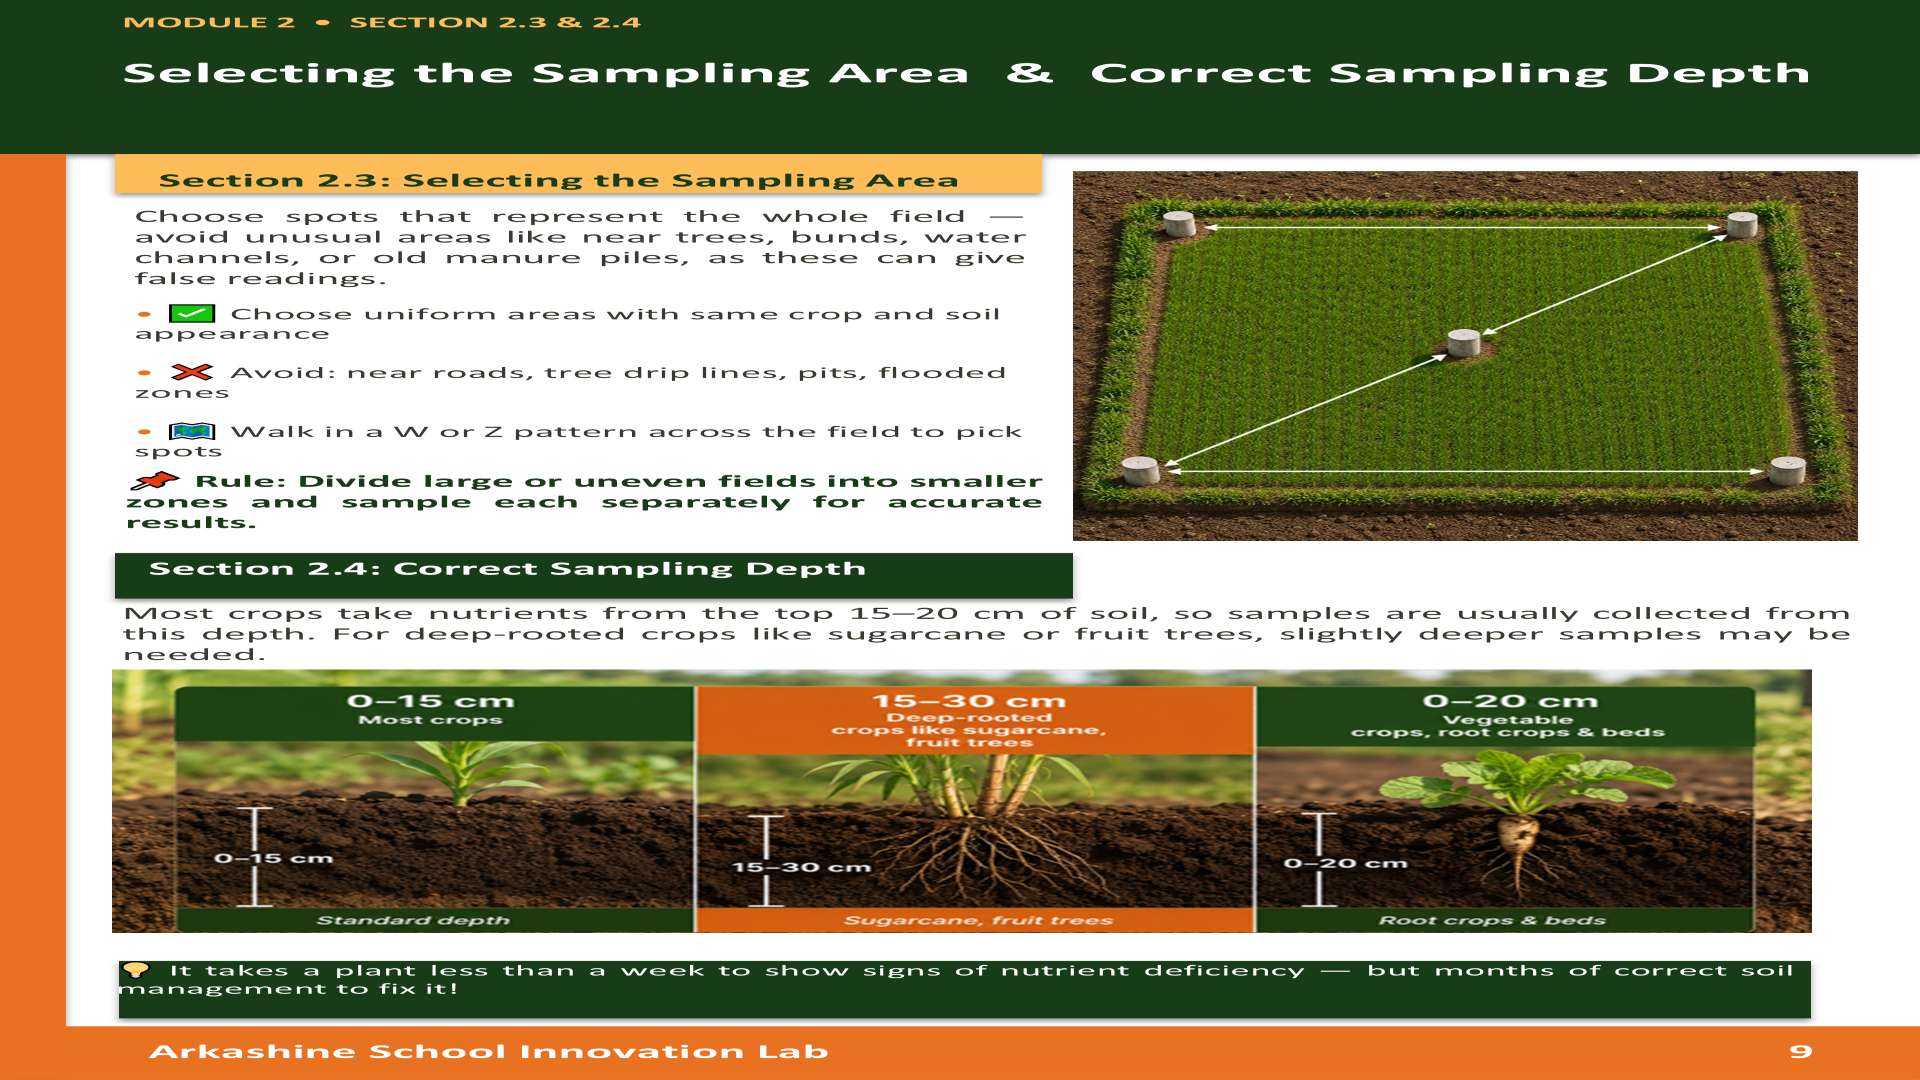 MODULE 2 • SECTION 2.3 & 2.4
Selecting the Sampling Area & Correct Sampling Depth
Section 2.3: Selecting the Sampling Area
Choose spots that represent the whole field —
avoid unusual areas like near trees, bunds, water
channels, or old manure piles, as these can give
false readings.
• ✅ Choose uniform areas with same crop and soil
appearance
• ❌ Avoid: near roads, tree drip lines, pits, flooded
zones
• 🗺️ Walk in a W or Z pattern across the field to pick
spots
📌 Rule: Divide large or uneven fields into smaller
zones and sample each separately for accurate
results.
Section 2.4: Correct Sampling Depth
Most crops take nutrients from the top 15–20 cm of soil, so samples are usually collected from
this depth. For deep-rooted crops like sugarcane or fruit trees, slightly deeper samples may be
needed.
0–15 cm
Most crops
0–15 cm
Standard depth
15–30 cm
Deep-rooted
crops like sugarcane,
fruit trees
15–30 cm
Sugarcane, fruit trees
0–20 cm
Vegetable
crops, root crops & beds
0–20 cm
Root crops & beds
💡 It takes a plant less than a week to show signs of nutrient deficiency — but months of correct soil
management to fix it!
Arkashine School Innovation Lab
9